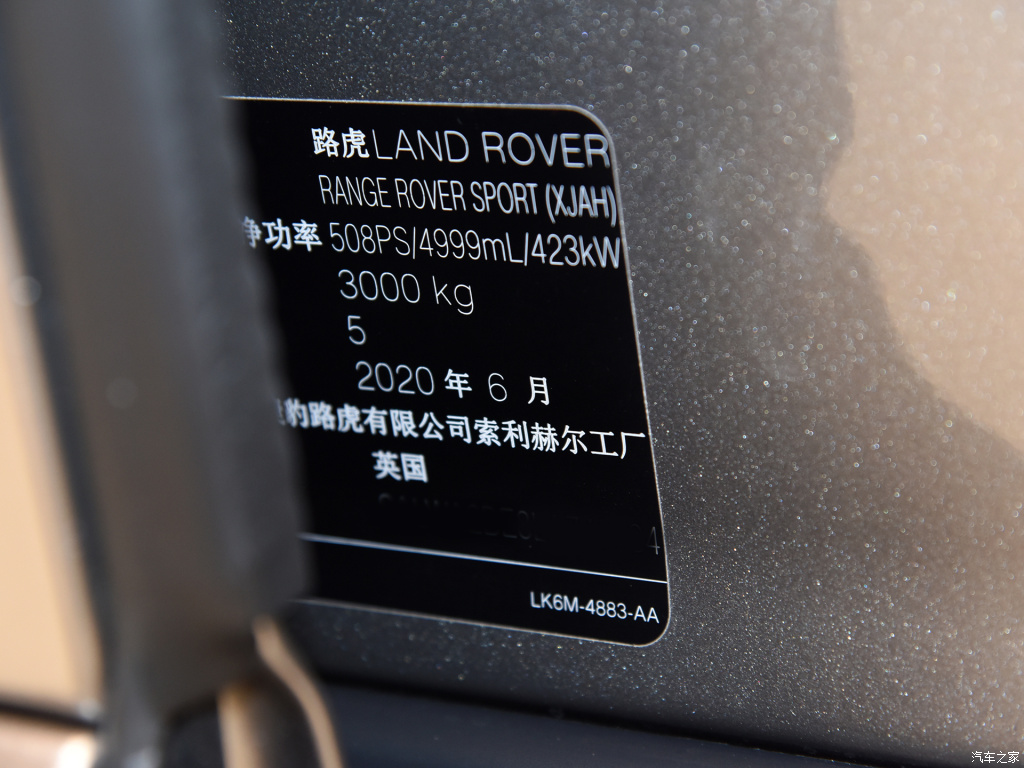 路虎LAND ROVER
RANGE ROVER SPORT (XJAH)
净功率 508PS/4999mL/423kW
3000 kg
5
2020 年 6 月
豹路虎有限公司索利赫尔工厂
英国
LK6M-4883-AA
汽车之家